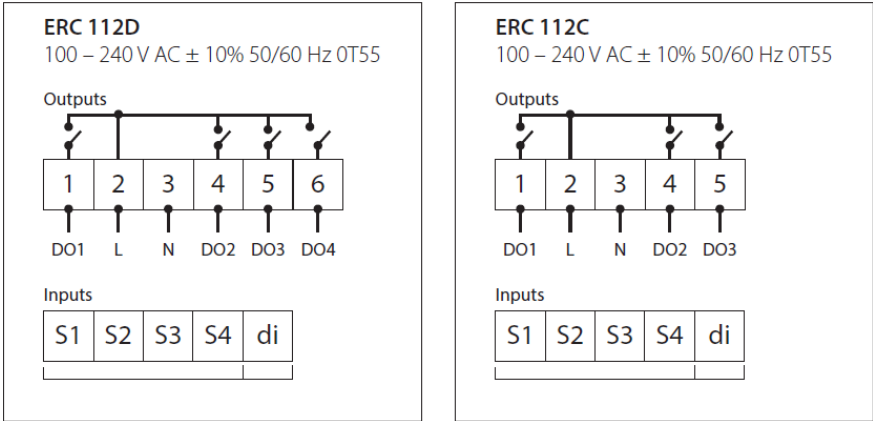 ERC 112D
100 – 240 V AC ± 10% 50/60 Hz 0T55
Outputs
1 2 3 4 5 6
DO1 L N DO2 DO3 DO4
Inputs
S1 S2 S3 S4 di
ERC 112C
100 – 240 V AC ± 10% 50/60 Hz 0T55
Outputs
1 2 3 4 5
DO1 L N DO2 DO3
Inputs
S1 S2 S3 S4 di